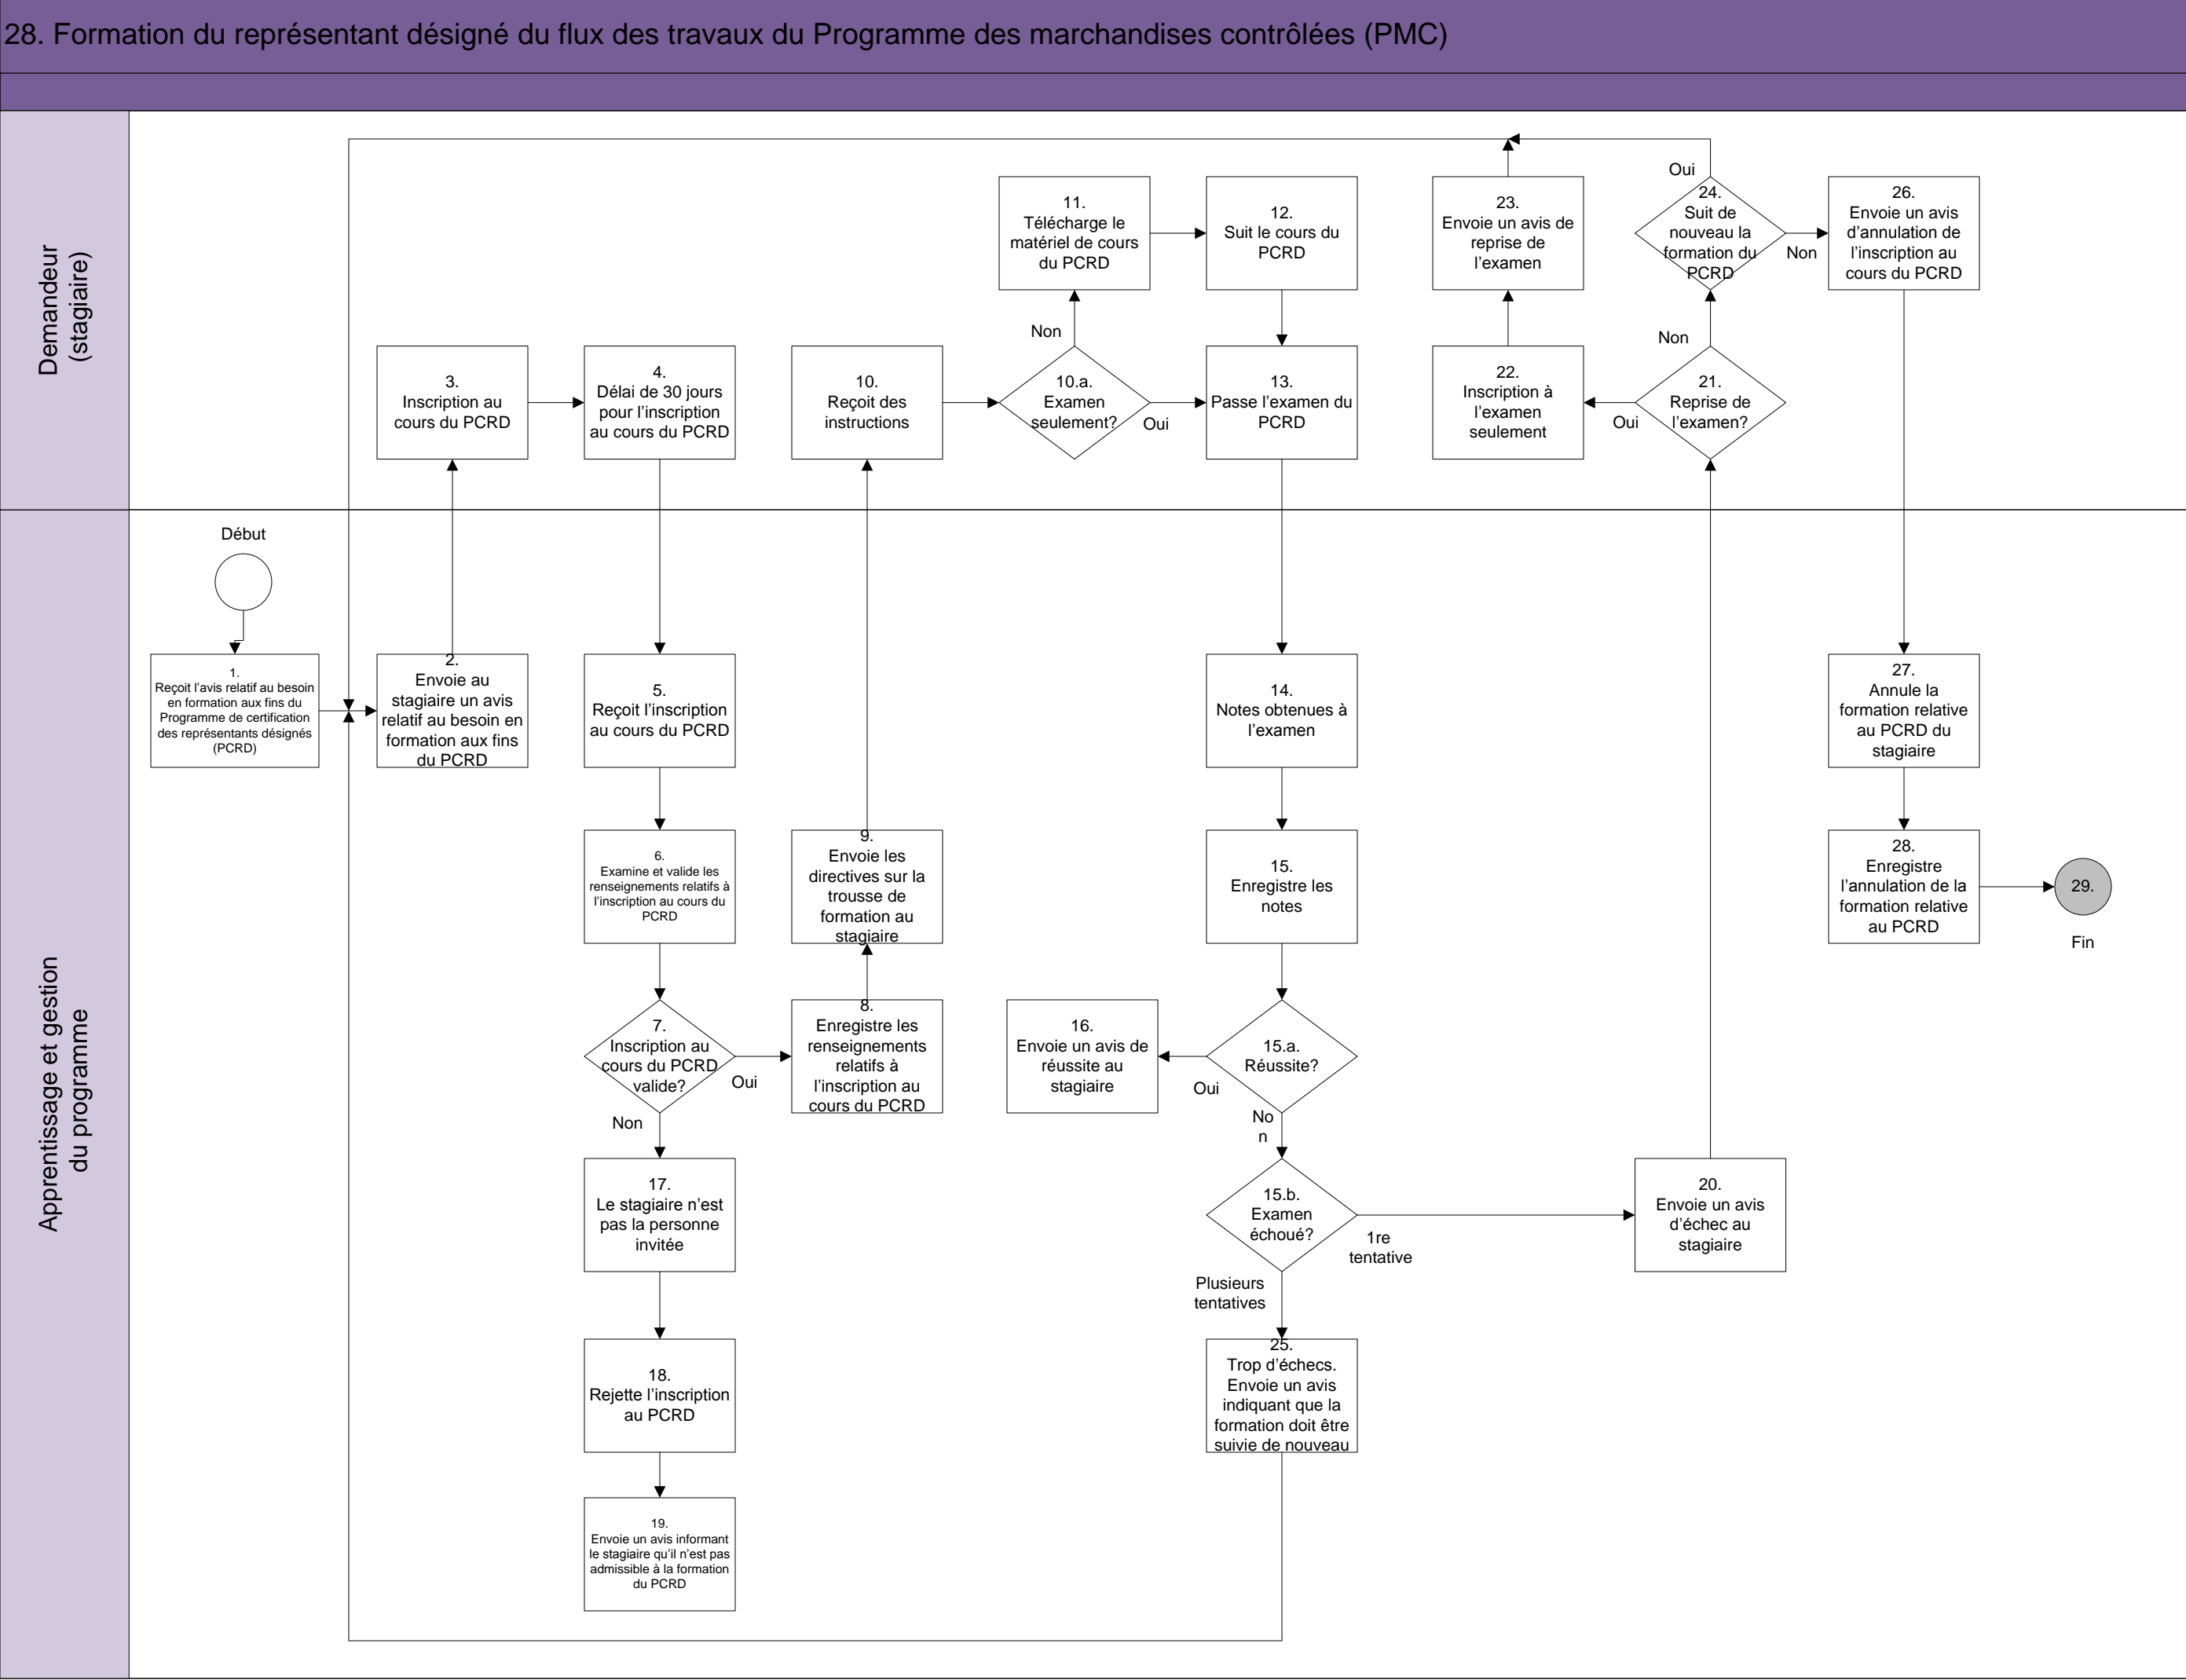 28. Formation du représentant désigné du flux des travaux du Programme des marchandises contrôlées (PMC)
Demandeur
(stagiaire)
3.
Inscription au
cours du PCRD
4.
Délai de 30 jours
pour l'inscription
au cours du PCRD
10.
Reçoit des
instructions
10.a.
Examen
seulement?
Non
Oui
11.
Télécharge le
matériel de cours
du PCRD
12.
Suit le cours du
PCRD
13.
Passe l'examen du
PCRD
23.
Envoie un avis de
reprise de
l'examen
22.
Inscription à
l'examen
seulement
Oui
24.
Suit de
nouveau la
formation du
PCRD
Non
Non
21.
Reprise de
l'examen?
Oui
26.
Envoie un avis
d'annulation de
l'inscription au
cours du PCRD
Apprentissage et gestion
du programme
Début
1.
Reçoit l'avis relatif au besoin
en formation aux fins du
Programme de certification
des représentants désignés
(PCRD)
2.
Envoie au
stagiaire un avis
relatif au besoin en
formation aux fins
du PCRD
5.
Reçoit l'inscription
au cours du PCRD
6.
Examine et valide les
renseignements relatifs à
l'inscription au cours du
PCRD
7.
Inscription au
cours du PCRD
valide?
Oui
Non
8.
Enregistre les
renseignements
relatifs à
l'inscription au
cours du PCRD
9.
Envoie les
directives sur la
trousse de
formation au
stagiaire
17.
Le stagiaire n'est
pas la personne
invitée
18.
Rejette l'inscription
au PCRD
19.
Envoie un avis informant
le stagiaire qu'il n'est pas
admissible à la formation
du PCRD
14.
Notes obtenues à
l'examen
15.
Enregistre les
notes
15.a.
Réussite?
Oui
No
n
16.
Envoie un avis de
réussite au
stagiaire
15.b.
Examen
échoué?
1re
tentative
Plusieurs
tentatives
25.
Trop d'échecs.
Envoie un avis
indiquant que la
formation doit être
suivie de nouveau
20.
Envoie un avis
d'échec au
stagiaire
27.
Annule la
formation relative
au PCRD du
stagiaire
28.
Enregistre
l'annulation de la
formation relative
au PCRD
29.
Fin